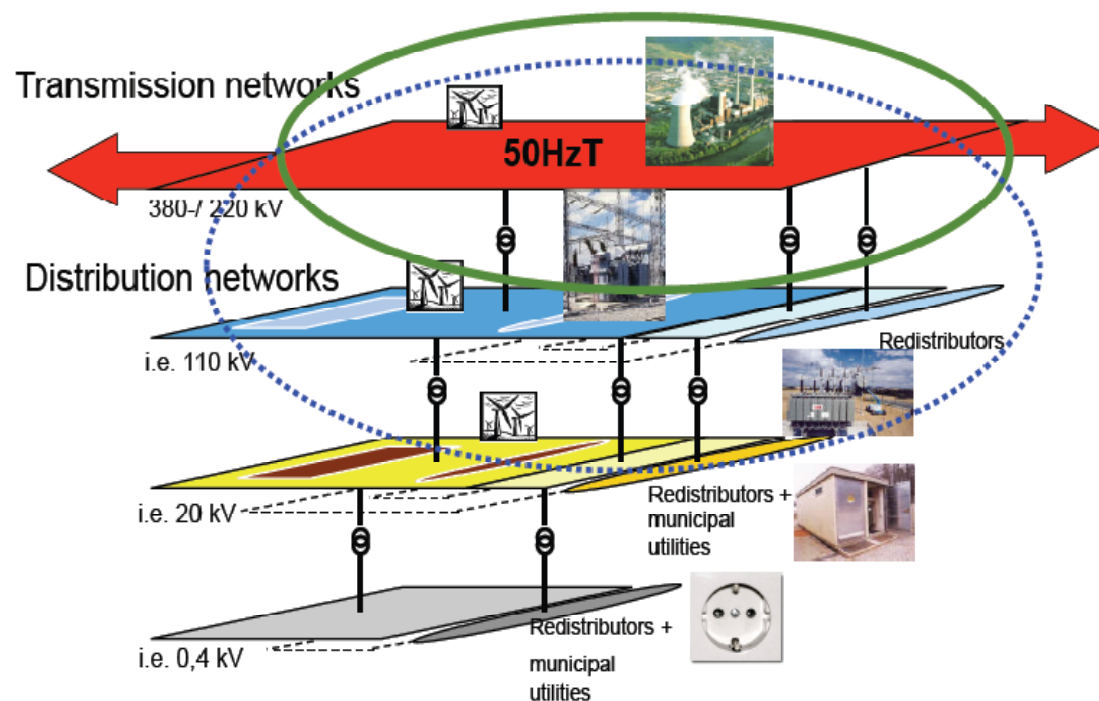 Transmission networks
50HzT
380-/ 220 kV
Distribution networks
Redistributors
i.e. 110 kV
i.e. 20 kV
Redistributors +
municipal
utilities
Redistributors +
i.e. 0,4 kV
municipal
utilities